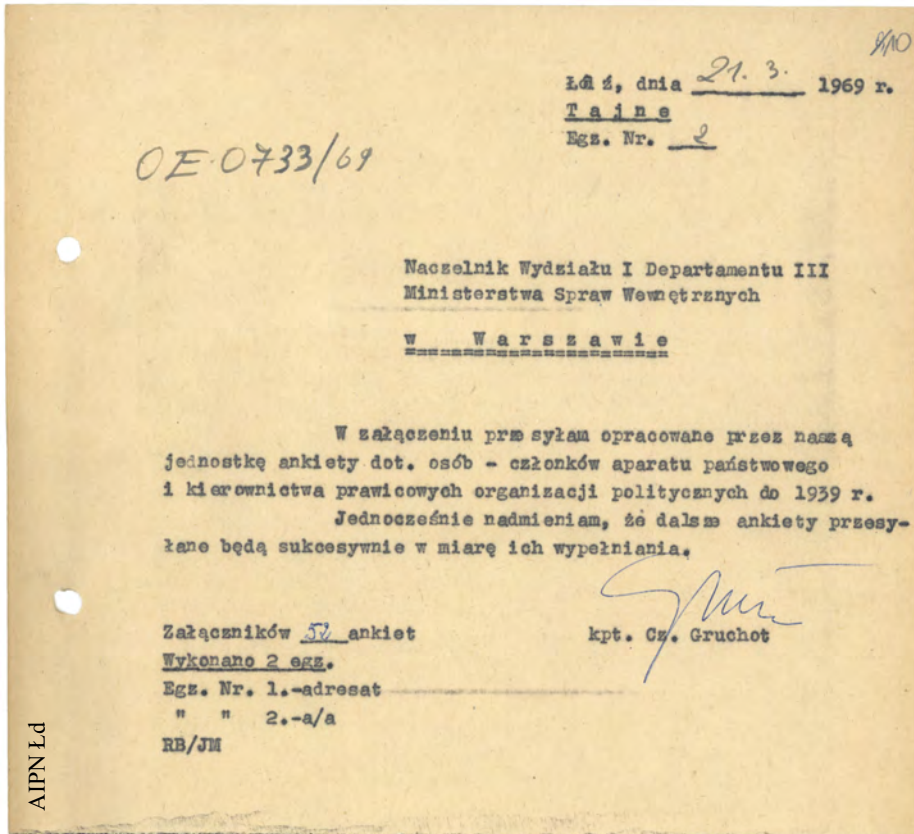 Łódź, dnia 21. 3. 1969 r.
Tajne
Egz. Nr. 2
OE-0733/69
Naczelnik Wydziału I Departamentu III
Ministerstwa Spraw Wewnętrznych
w Warszawie
W załączeniu przesyłam opracowane przez naszą
jednostkę ankiety dot. osób - członków aparatu państwowego
i kierownictwa prawicowych organizacji politycznych do 1939 r.
Jednocześnie nadmieniam, że dalsze ankiety przesy-
łane będą sukcesywnie w miarę ich wypełniania.
Załączników 52 ankiet
kpt. Cz. Gruchot
Wykonano 2 egz.
Egz. Nr. 1.-adresat
" " 2.-a/a
RB/JM
AIPN Łd